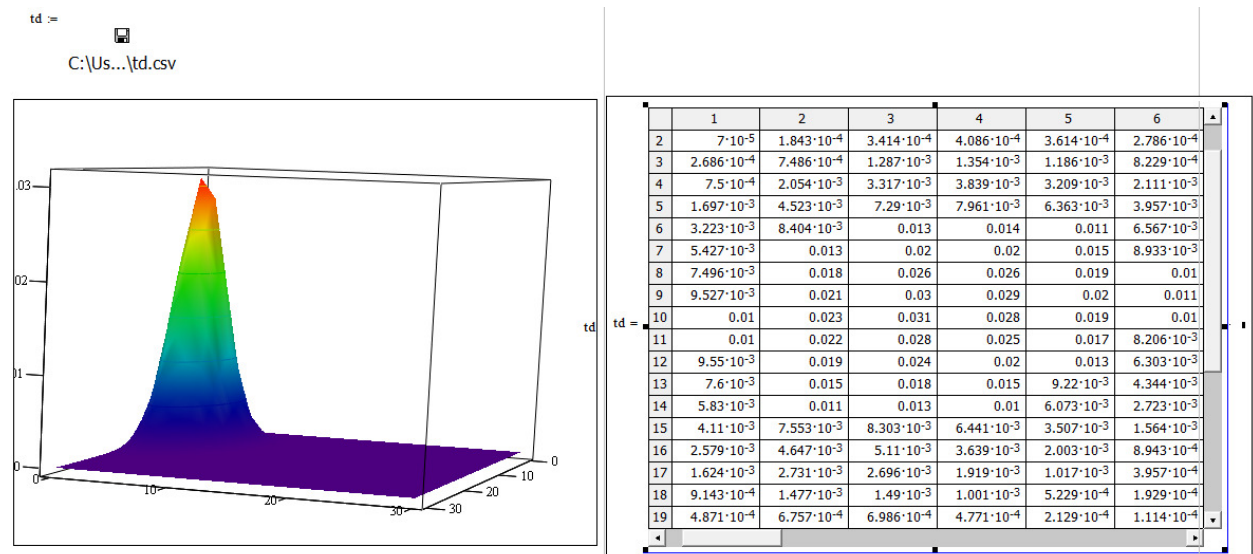 td :=
C:\Us...\td.csv
.03
02
01
0
0
10
20
30
30
20
10
0
td
td =
1 2 3 4 5 6
2 7·10-5 1.843·10-4 3.414·10-4 4.086·10-4 3.614·10-4 2.786·10-4
3 2.686·10-4 7.486·10-4 1.287·10-3 1.354·10-3 1.186·10-3 8.229·10-4
4 7.5·10-4 2.054·10-3 3.317·10-3 3.839·10-3 3.209·10-3 2.111·10-3
5 1.697·10-3 4.523·10-3 7.29·10-3 7.961·10-3 6.363·10-3 3.957·10-3
6 3.223·10-3 8.404·10-3 0.013 0.014 0.011 6.567·10-3
7 5.427·10-3 0.013 0.02 0.02 0.015 8.933·10-3
8 7.496·10-3 0.018 0.026 0.026 0.019 0.01
9 9.527·10-3 0.021 0.03 0.029 0.02 0.011
10 0.01 0.023 0.031 0.028 0.019 0.01
11 0.01 0.022 0.028 0.025 0.017 8.206·10-3
12 9.55·10-3 0.019 0.024 0.02 0.013 6.303·10-3
13 7.6·10-3 0.015 0.018 0.015 9.22·10-3 4.344·10-3
14 5.83·10-3 0.011 0.013 0.01 6.073·10-3 2.723·10-3
15 4.11·10-3 7.553·10-3 8.303·10-3 6.441·10-3 3.507·10-3 1.564·10-3
16 2.579·10-3 4.647·10-3 5.11·10-3 3.639·10-3 2.003·10-3 8.943·10-4
17 1.624·10-3 2.731·10-3 2.696·10-3 1.919·10-3 1.017·10-3 3.957·10-4
18 9.143·10-4 1.477·10-3 1.49·10-3 1.001·10-3 5.229·10-4 1.929·10-4
19 4.871·10-4 6.757·10-4 6.986·10-4 4.771·10-4 2.129·10-4 1.114·10-4